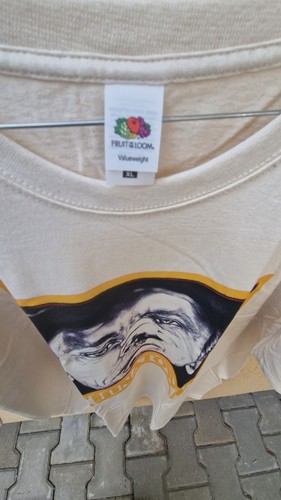 FRUIT OF THE LOOM.
Valueweight
XL